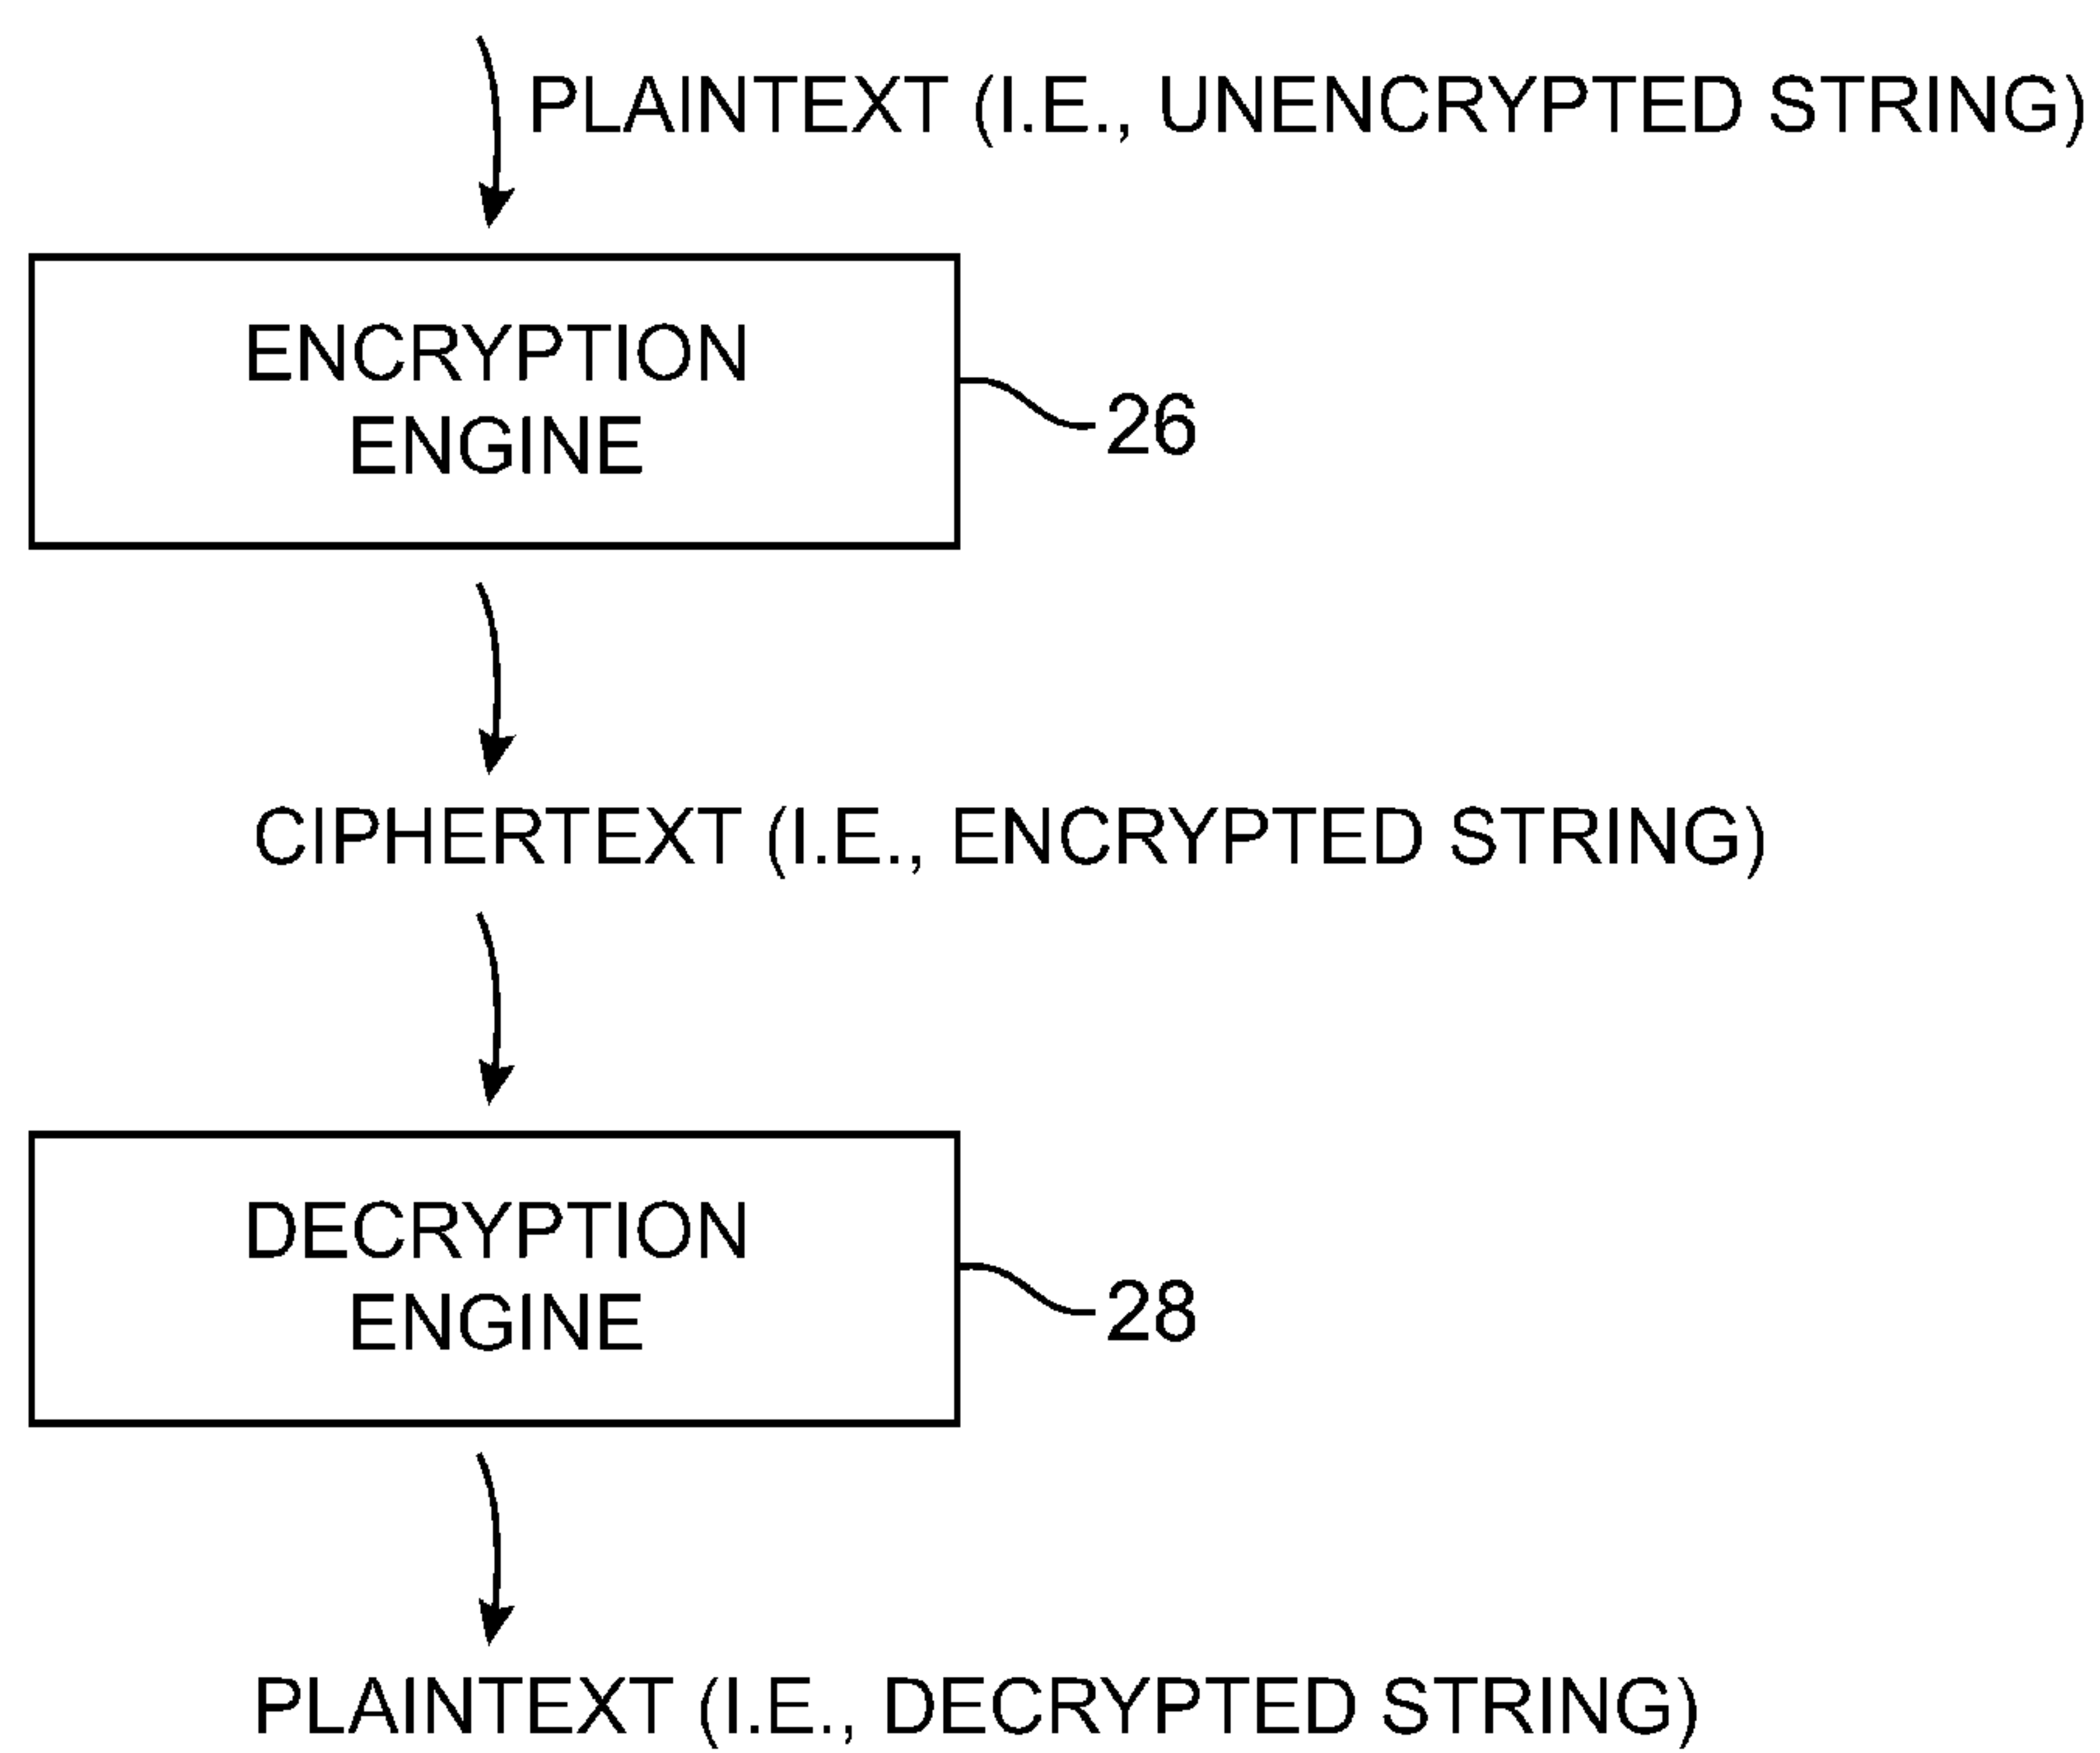 PLAINTEXT (I.E., UNENCRYPTED STRING)
ENCRYPTION
ENGINE
26
CIPHERTEXT (I.E., ENCRYPTED STRING)
DECRYPTION
ENGINE
28
PLAINTEXT (I.E., DECRYPTED STRING)